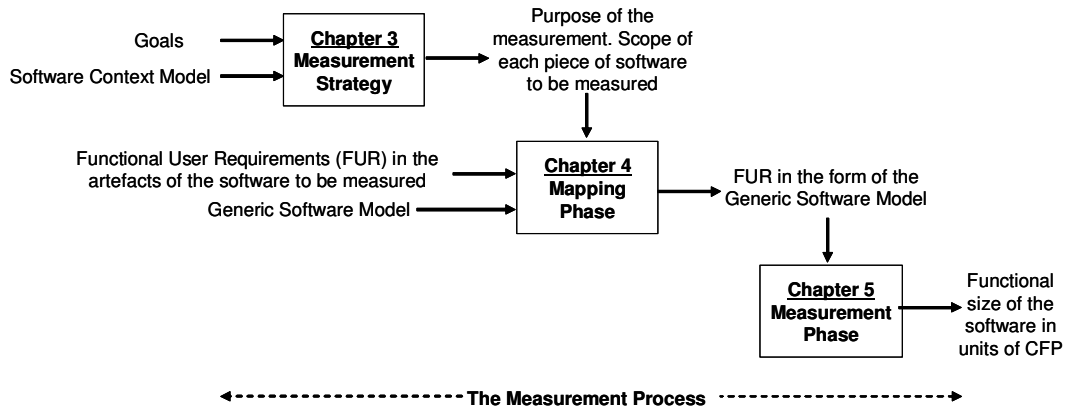 Goals
Software Context Model
Chapter 3
Measurement
Strategy
Purpose of the
measurement. Scope of
each piece of software
to be measured
Functional User Requirements (FUR) in the
artefacts of the software to be measured
Generic Software Model
Chapter 4
Mapping
Phase
FUR in the form of the
Generic Software Model
Chapter 5
Measurement
Phase
Functional
size of the
software in
units of CFP
The Measurement Process